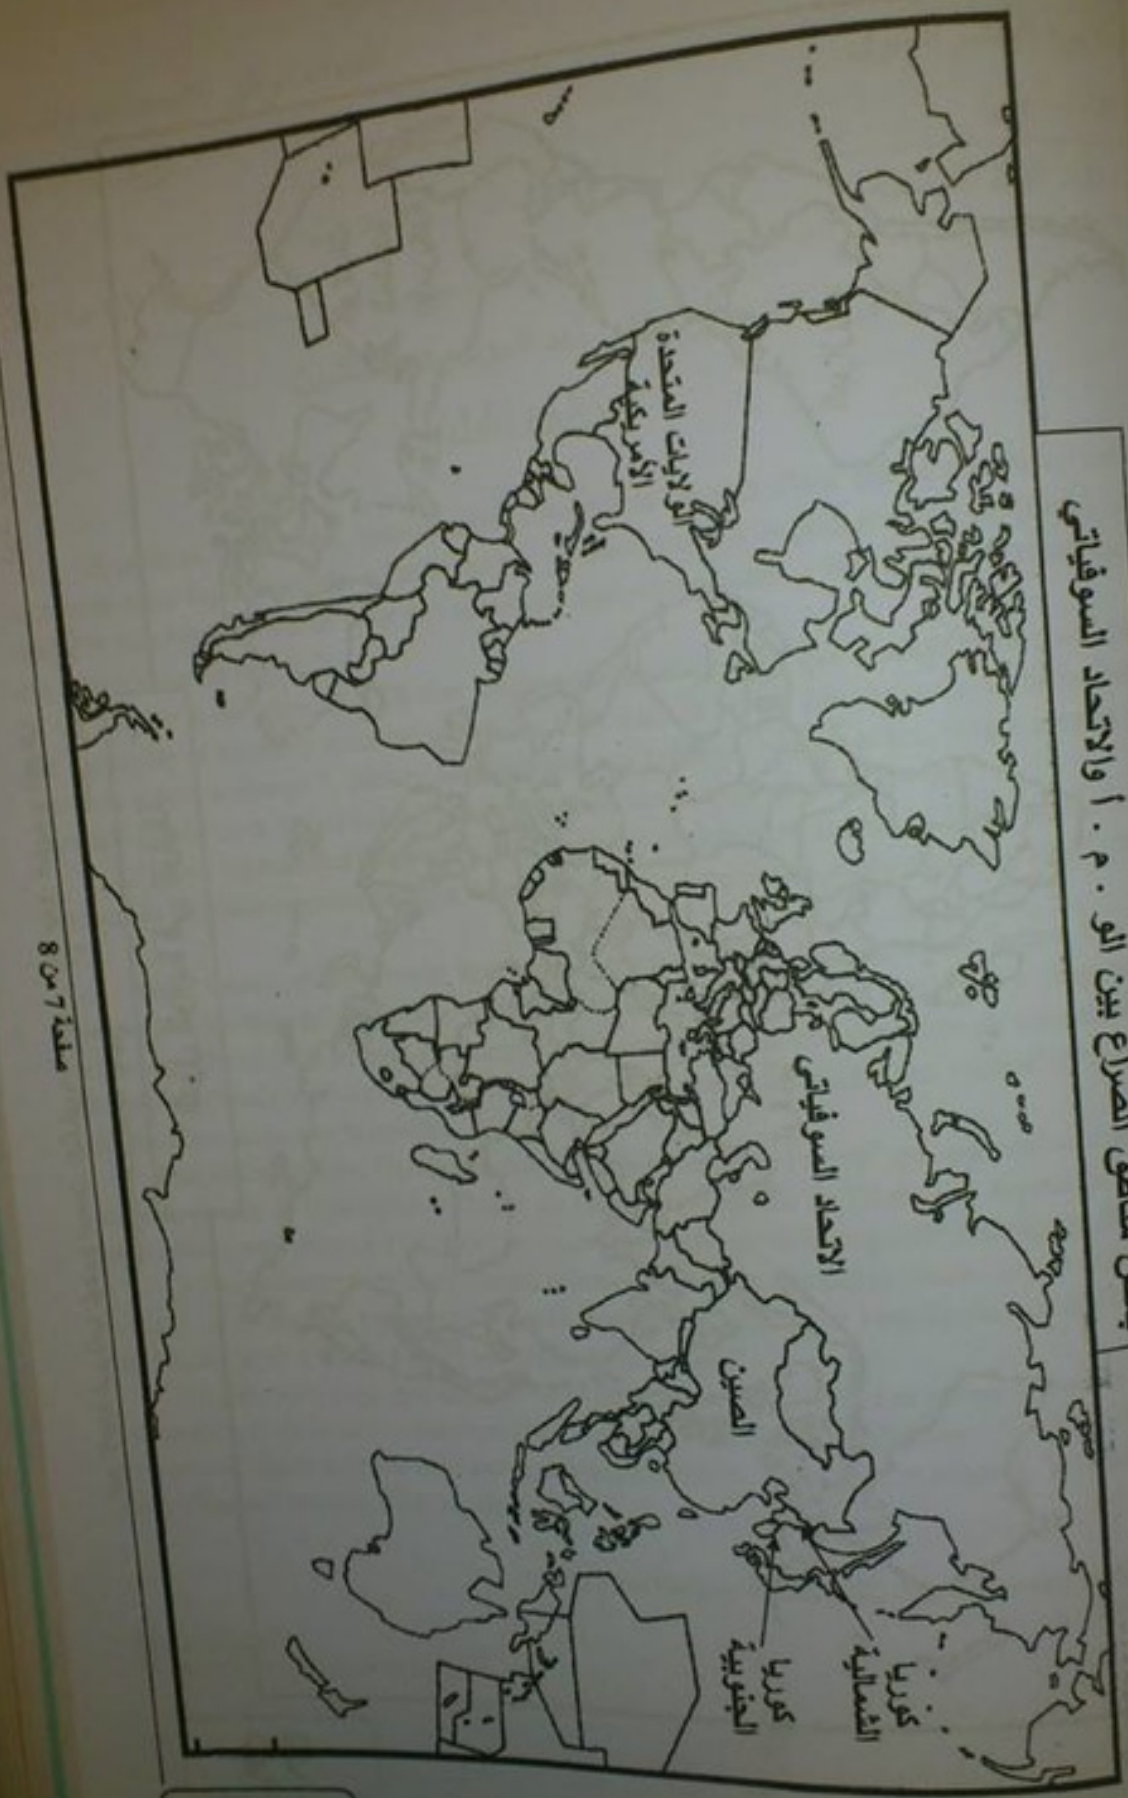 مناطق الصراع بين الو . م . أ والاتحاد السوفياتي
الولايات المتحدة
الأمريكية
الاتحاد السوفياتي
الصين
كوريا
الشمالية
كوريا
الجنوبية
صفحة 7 من 8